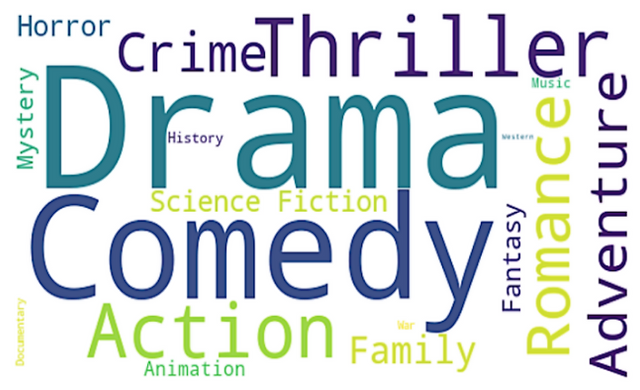 Horror
Crime
Thriller
Mystery
Drama
History
Western
Music
Romance
Adventure
Science Fiction
Comedy
Fantasy
Action
War
Family
Animation
Documentary